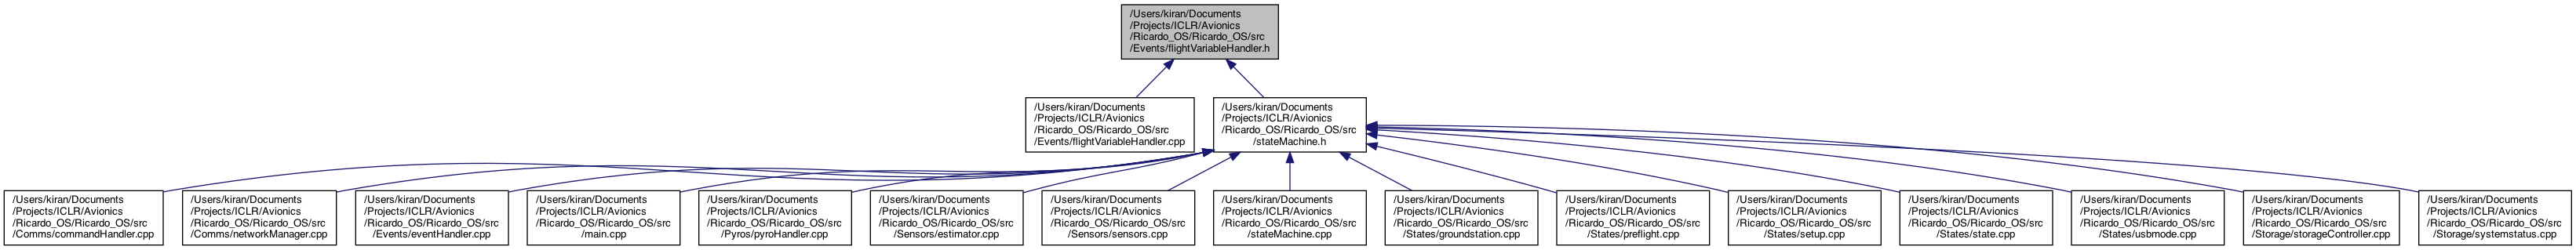 /Users/kiran/Documents
/Projects/ICLR/Avionics
/Ricardo_OS/Ricardo_OS/src
/Events/flightVariableHandler.h
/Users/kiran/Documents
/Projects/ICLR/Avionics
/Ricardo_OS/Ricardo_OS/src
/Events/flightVariableHandler.cpp
/Users/kiran/Documents
/Projects/ICLR/Avionics
/Ricardo_OS/Ricardo_OS/src
/stateMachine.h
/Users/kiran/Documents
/Projects/ICLR/Avionics
/Ricardo_OS/Ricardo_OS/src
/Comms/commandHandler.cpp
/Users/kiran/Documents
/Projects/ICLR/Avionics
/Ricardo_OS/Ricardo_OS/src
/Comms/networkManager.cpp
/Users/kiran/Documents
/Projects/ICLR/Avionics
/Ricardo_OS/Ricardo_OS/src
/Events/eventHandler.cpp
/Users/kiran/Documents
/Projects/ICLR/Avionics
/Ricardo_OS/Ricardo_OS/src
/main.cpp
/Users/kiran/Documents
/Projects/ICLR/Avionics
/Ricardo_OS/Ricardo_OS/src
/Pyros/pyroHandler.cpp
/Users/kiran/Documents
/Projects/ICLR/Avionics
/Ricardo_OS/Ricardo_OS/src
/Sensors/estimator.cpp
/Users/kiran/Documents
/Projects/ICLR/Avionics
/Ricardo_OS/Ricardo_OS/src
/Sensors/sensors.cpp
/Users/kiran/Documents
/Projects/ICLR/Avionics
/Ricardo_OS/Ricardo_OS/src
/stateMachine.cpp
/Users/kiran/Documents
/Projects/ICLR/Avionics
/Ricardo_OS/Ricardo_OS/src
/States/groundstation.cpp
/Users/kiran/Documents
/Projects/ICLR/Avionics
/Ricardo_OS/Ricardo_OS/src
/States/preflight.cpp
/Users/kiran/Documents
/Projects/ICLR/Avionics
/Ricardo_OS/Ricardo_OS/src
/States/setup.cpp
/Users/kiran/Documents
/Projects/ICLR/Avionics
/Ricardo_OS/Ricardo_OS/src
/States/state.cpp
/Users/kiran/Documents
/Projects/ICLR/Avionics
/Ricardo_OS/Ricardo_OS/src
/States/usbmode.cpp
/Users/kiran/Documents
/Projects/ICLR/Avionics
/Ricardo_OS/Ricardo_OS/src
/Storage/storageController.cpp
/Users/kiran/Documents
/Projects/ICLR/Avionics
/Ricardo_OS/Ricardo_OS/src
/Storage/systemstatus.cpp